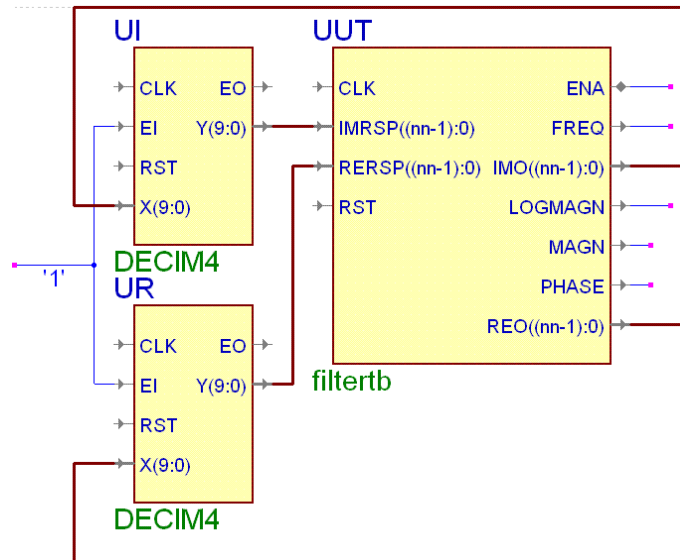 UI
CLK EO
EI Y(9:0)
RST
X(9:0)
DECIM4
UUT
CLK ENA
IMRSP((nn-1):0) FREQ
RERSP((nn-1):0) IMO((nn-1):0)
RST LOGMAGN
MAGN
PHASE
REO((nn-1):0)
filtertb
'1'
UR
CLK EO
EI Y(9:0)
RST
X(9:0)
DECIM4